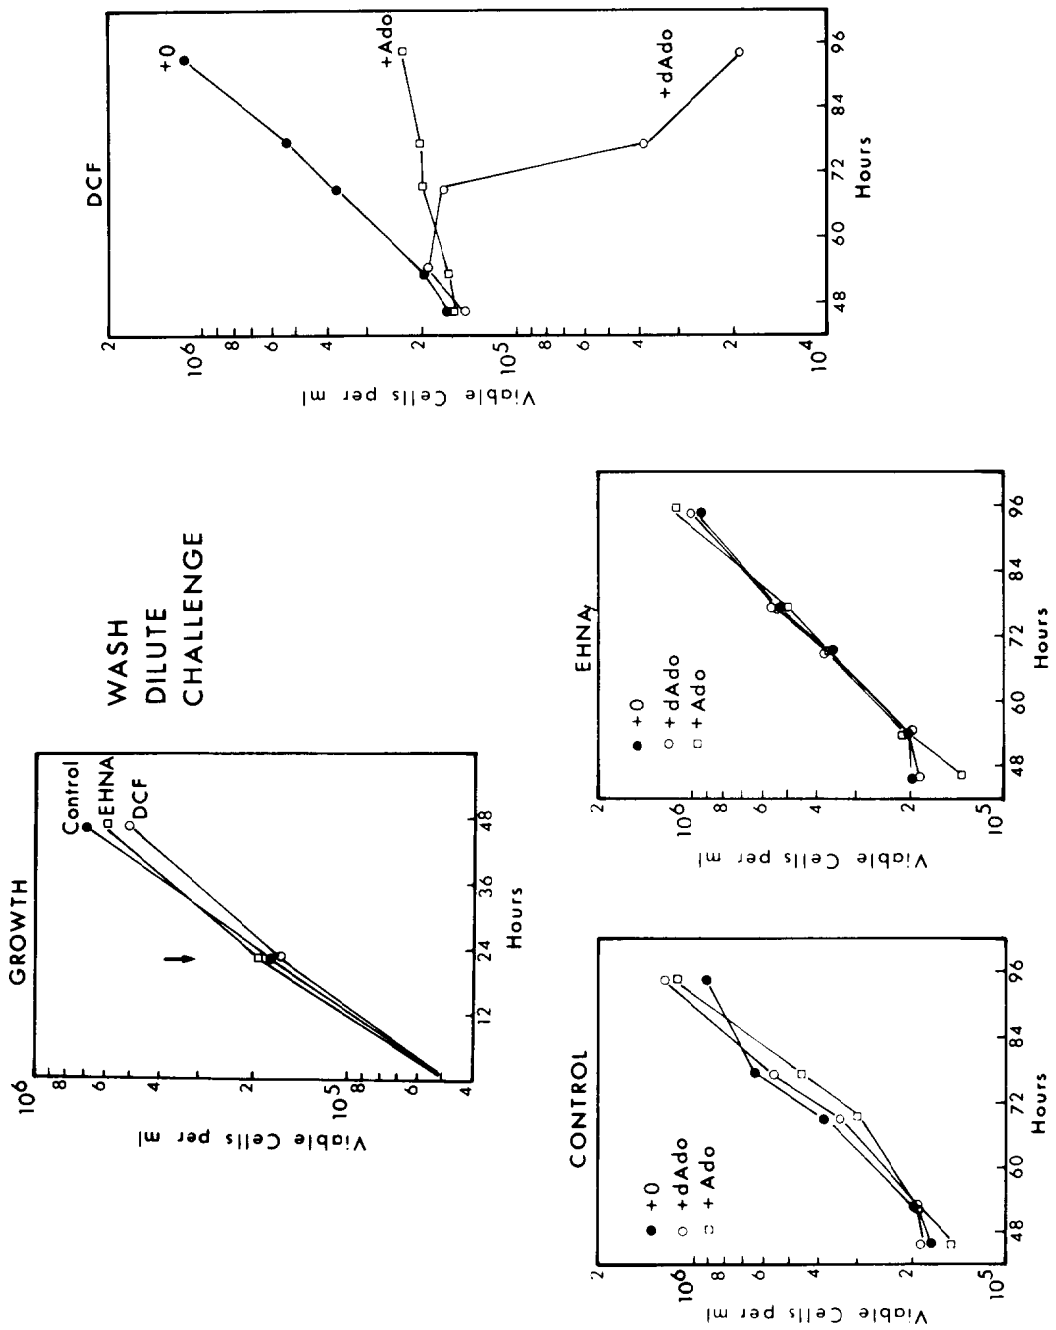 GROWTH
Viable Cells per ml
10⁶
8
6
4
2
10⁵
8
6
4
Control
EHNA
DCF
12
24
36
48
Hours
WASH
DILUTE
CHALLENGE
DCF
Viable Cells per ml
2
10⁶
8
6
4
2
10⁵
8
6
4
2
10⁴
+O
+Ado
+dAdo
48
60
72
84
96
Hours
CONTROL
Viable Cells per ml
2
10⁶
8
6
4
2
10⁵
+O
+dAdo
+Ado
48
60
72
84
96
Hours
EHNA
Viable Cells per ml
2
10⁶
8
6
4
2
10⁵
+O
+dAdo
+Ado
48
60
72
84
96
Hours